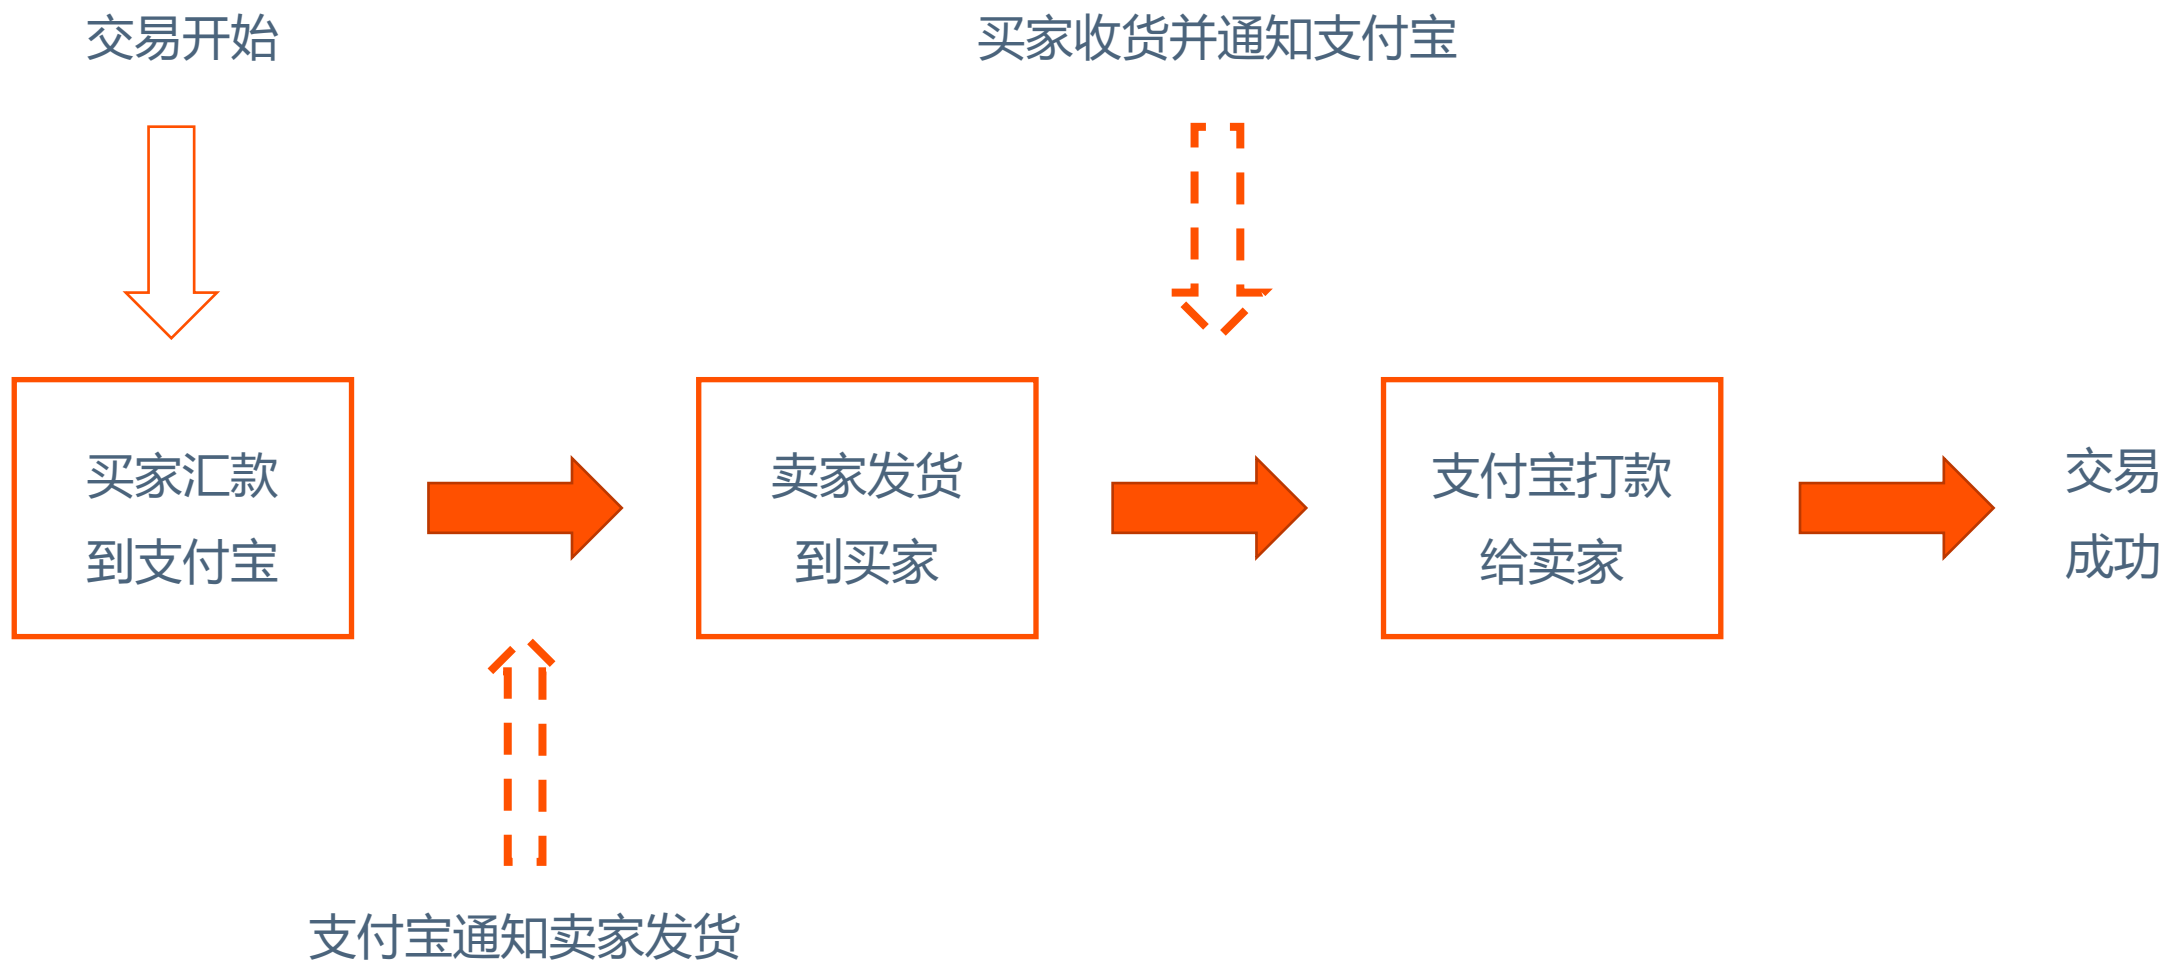 交易开始
买家收货并通知支付宝
买家汇款
到支付宝
卖家发货
到买家
支付宝打款
给卖家
交易
成功
支付宝通知卖家发货